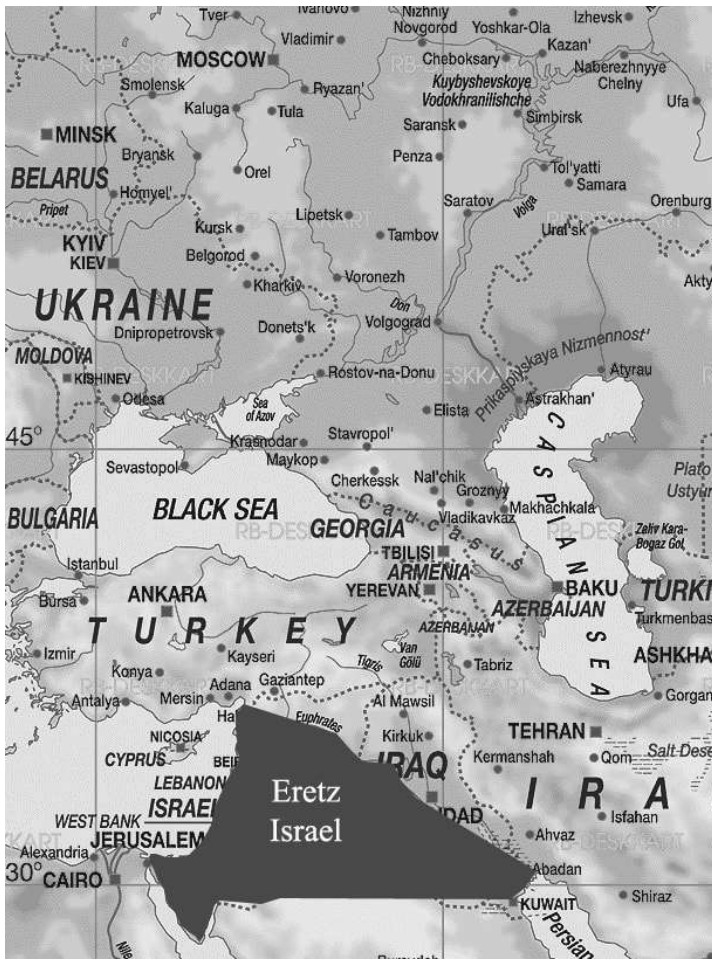 Tver
Ivanovo
Nizhniy
Novgorod
Yoshkar-Ola
Izhevsk
Vladimir
Kazan'
MOSCOW
Cheboksary
Naberezhnyye
Chelny
Smolensk
Ryazan'
Kuybyshevskoye
Vodokhranilishche
Ufa
Kaluga
Tula
Simbirsk
Saransk
MINSK
Bryansk
Orel
Penza
Tol'yatti
Samara
BELARUS
Homyel'
Pripet
Lipetsk
Saratov
Volga
Orenburg
Kursk
Tambov
Ural'sk
KYIV
KIEV
Belgorod
Voronezh
Kharkiv
Akty
UKRAINE
Don
Dnipropetrovsk
Donets'k
Volgograd
Prikaspiyskaya Nizmennost'
MOLDOVA
KISHINEV
Rostov-na-Donu
Atyrau
Odesa
Sea
of Azov
Elista
Astrakhan'
45°
Krasnodar
Stavropol'
Maykop
Cherkessk
Sevastopol
Nal'chik
Groznyy
Plato
Ustyur
BLACK SEA
Caucasus
Vladikavkaz
Makhachkala
CASPIAN SEA
BULGARIA
GEORGIA
Zaliv Kara-
Bogaz Gol
TBILISI
Istanbul
ARMENIA
Bursa
ANKARA
YEREVAN
BAKU
AZERBAIJAN
TURKM
Turkmenbas
TURKEY
AZERBAIJAN
Izmir
Kayseri
Van
Gölü
ASHKHA
Konya
Tigris
Tabriz
Gaziantep
Adana
Antalya
Mersin
Gorgan
Hal
Euphrates
Al Mawsil
NICOSIA
Kirkuk
TEHRAN
CYPRUS
BEIR
IRAQ
Kermanshah
Qom
Salt-Dese
LEBANON
Eretz
Israel
IRA
ISRAEL
WEST BANK
DAD
Isfahan
JERUSALEM
Ahvaz
Alexandria
30°
CAIRO
Abadan
KUWAIT
Shiraz
Persian
Nile
RB-DESKKART